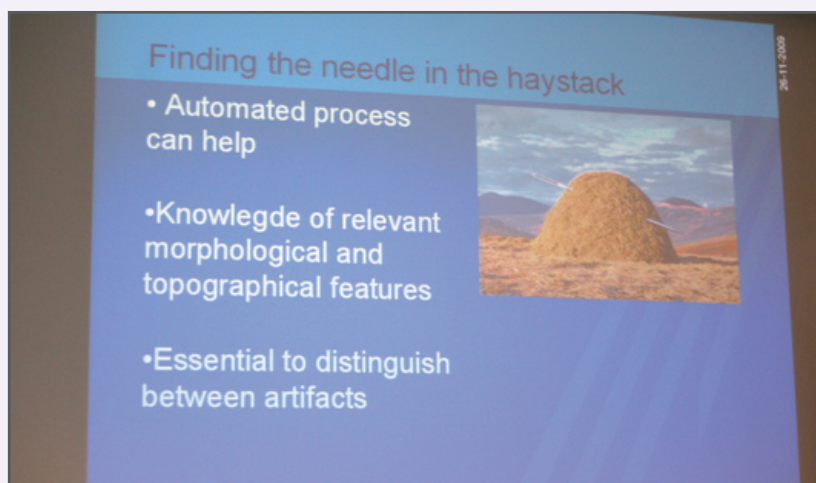 Finding the needle in the haystack
26-11-2009
• Automated process
can help
•Knowlegde of relevant
morphological and
topographical features
•Essential to distinguish
between artifacts